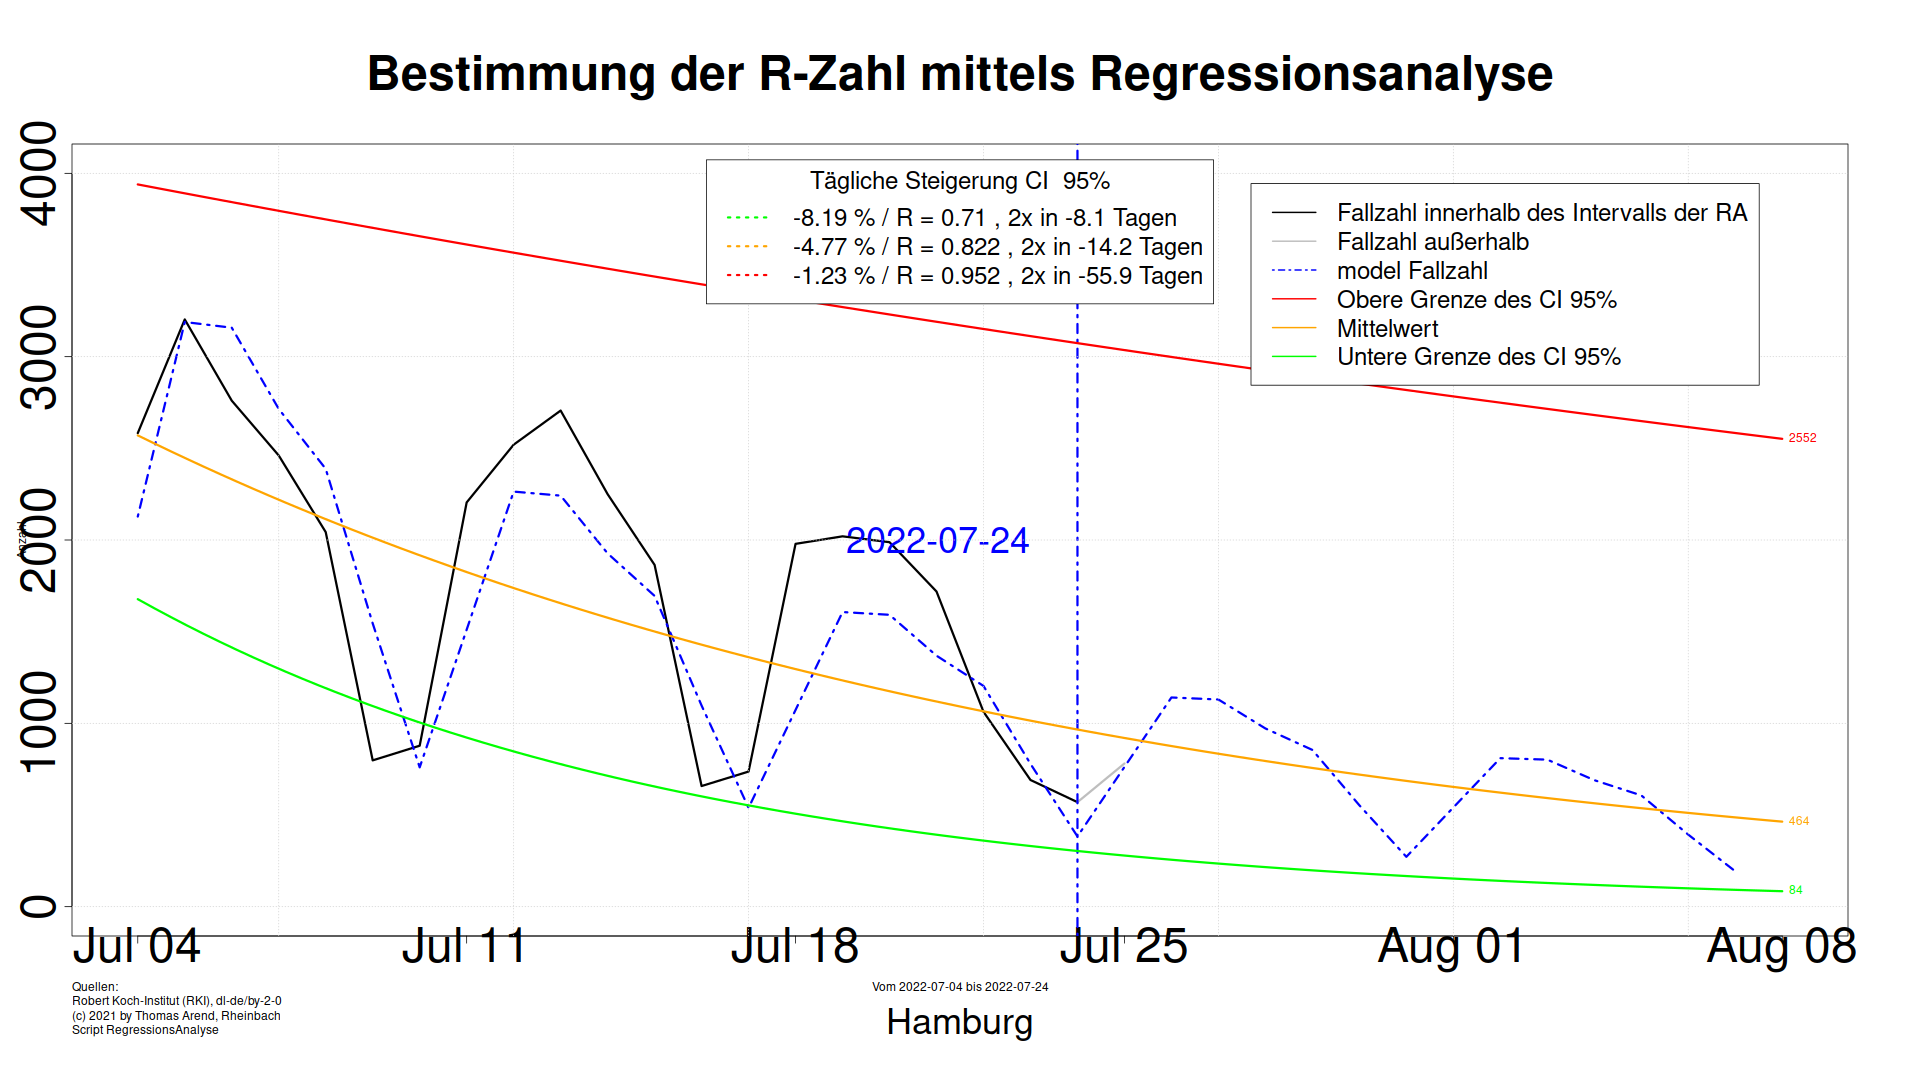 Bestimmung der R-Zahl mittels Regressionsanalyse
Tägliche Steigerung CI 95%
-8.19 % / R = 0.71 , 2x in -8.1 Tagen
-4.77 % / R = 0.822 , 2x in -14.2 Tagen
-1.23 % / R = 0.952 , 2x in -55.9 Tagen
Fallzahl innerhalb des Intervalls der RA
Fallzahl außerhalb
model Fallzahl
Obere Grenze des CI 95%
Mittelwert
Untere Grenze des CI 95%
4000
3000
2000
1000
0
Anzahl
2022-07-24
2552
464
84
Jul 04
Jul 11
Jul 18
Jul 25
Aug 01
Aug 08
Quellen:
Robert Koch-Institut (RKI), dl-de/by-2-0
(c) 2021 by Thomas Arend, Rheinbach
Script RegressionsAnalyse
Vom 2022-07-04 bis 2022-07-24
Hamburg